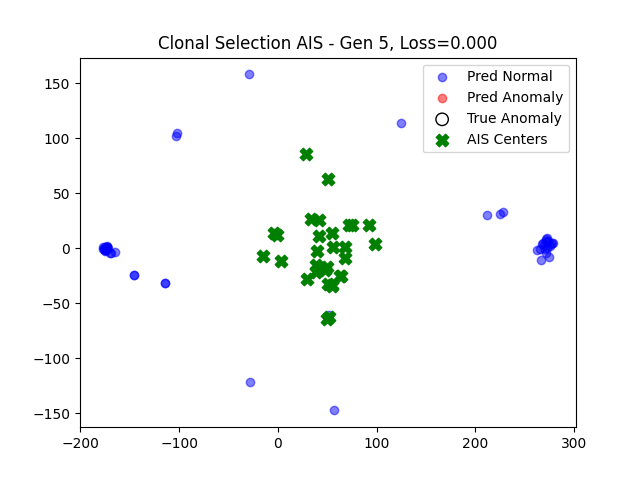 Clonal Selection AIS - Gen 5, Loss=0.000
Pred Normal
Pred Anomaly
True Anomaly
AIS Centers
150
100
50
0
−50
−100
−150
−200
−100
0
100
200
300